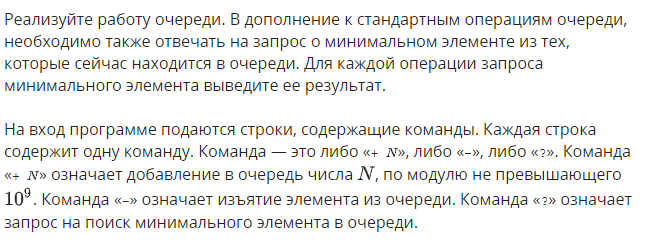 Реализуйте работу очереди. В дополнение к стандартным операциям очереди,
необходимо также отвечать на запрос о минимальном элементе из тех,
которые сейчас находится в очереди. Для каждой операции запроса
минимального элемента выведите ее результат.
На вход программе подаются строки, содержащие команды. Каждая строка
содержит одну команду. Команда — это либо «+ N», либо «–», либо «?». Команда
«+ N» означает добавление в очередь числа N, по модулю не превышающего
10⁹. Команда «–» означает изъятие элемента из очереди. Команда «?» означает
запрос на поиск минимального элемента в очереди.